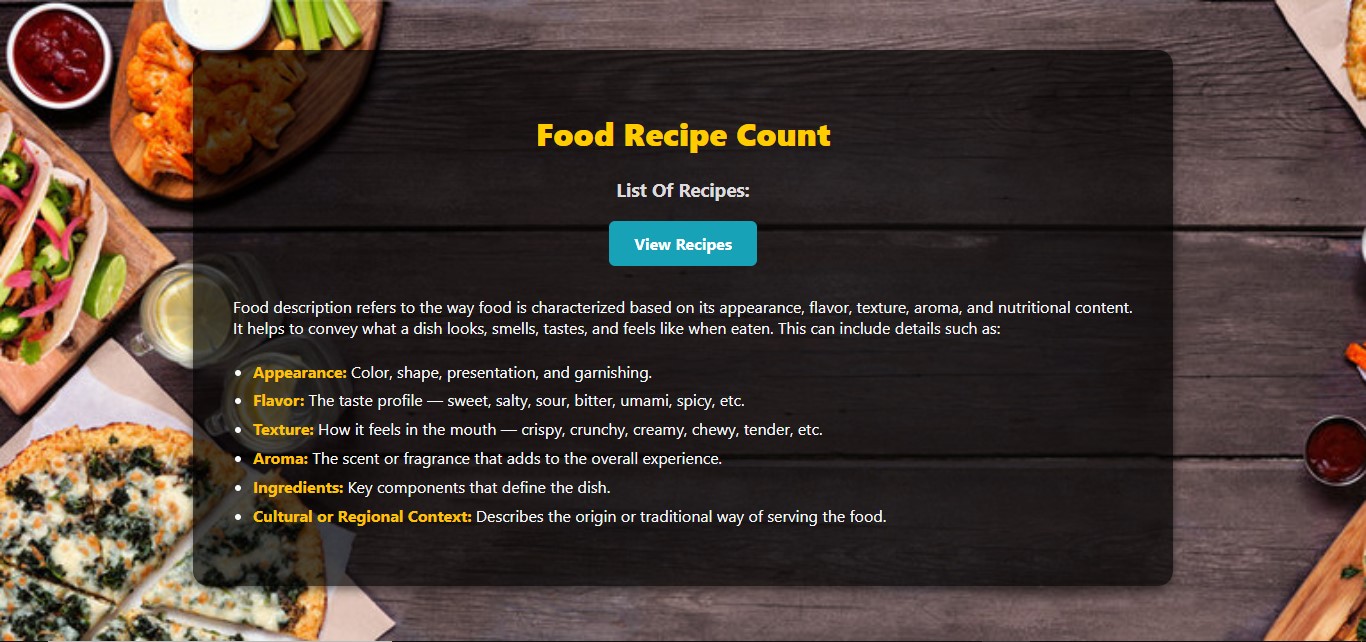 Food Recipe Count
List Of Recipes:
View Recipes
Food description refers to the way food is characterized based on its appearance, flavor, texture, aroma, and nutritional content.
It helps to convey what a dish looks, smells, tastes, and feels like when eaten. This can include details such as:
• Appearance: Color, shape, presentation, and garnishing.
• Flavor: The taste profile — sweet, salty, sour, bitter, umami, spicy, etc.
• Texture: How it feels in the mouth — crispy, crunchy, creamy, chewy, tender, etc.
• Aroma: The scent or fragrance that adds to the overall experience.
• Ingredients: Key components that define the dish.
• Cultural or Regional Context: Describes the origin or traditional way of serving the food.